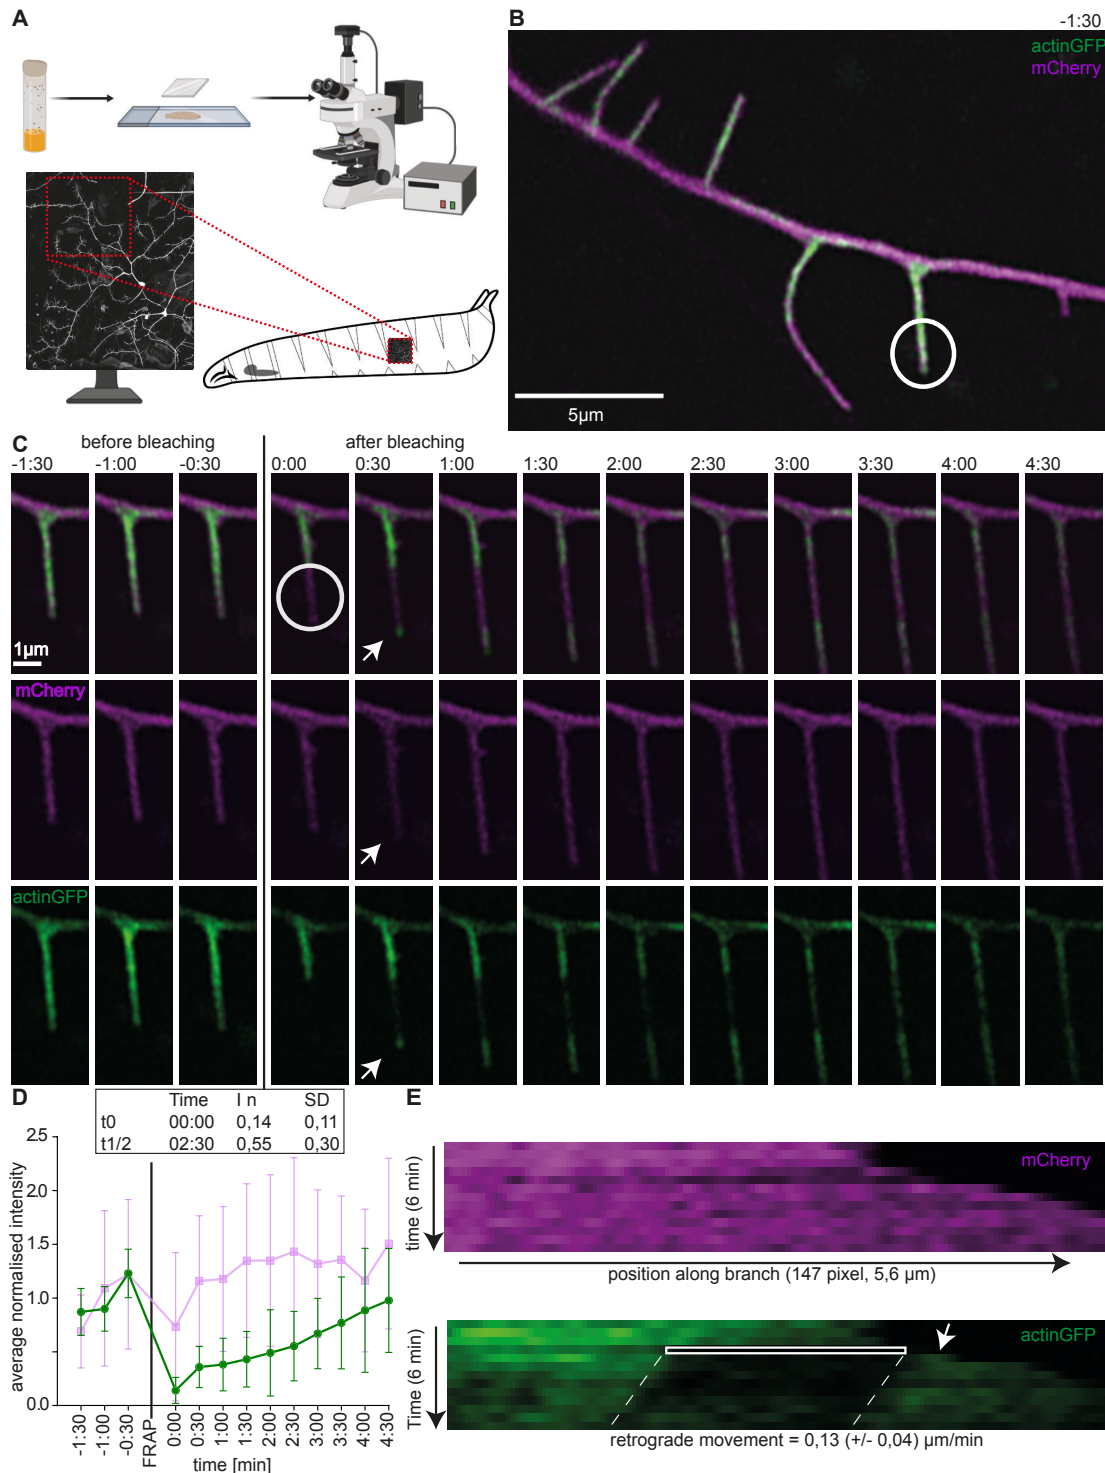 A
B
-1:30
actinGFP
mCherry
5µm
C
before bleaching
after bleaching
-1:30 -1:00 -0:30 0:00 0:30 1:00 1:30 2:00 2:30 3:00 3:30 4:00 4:30
1µm
mCherry
actinGFP
D
Time I n SD
t0 00:00 0,14 0,11
t1/2 02:30 0,55 0,30
average normalised intensity
2.5
2.0
1.5
1.0
0.5
0.0
-1:30 -1:00 -0:30 FRAP 0:00 0:30 1:00 1:30 2:00 2:30 3:00 3:30 4:00 4:30
time [min]
E
time (6 min)
mCherry
position along branch (147 pixel, 5,6 µm)
Time (6 min)
actinGFP
retrograde movement = 0,13 (+/- 0,04) µm/min